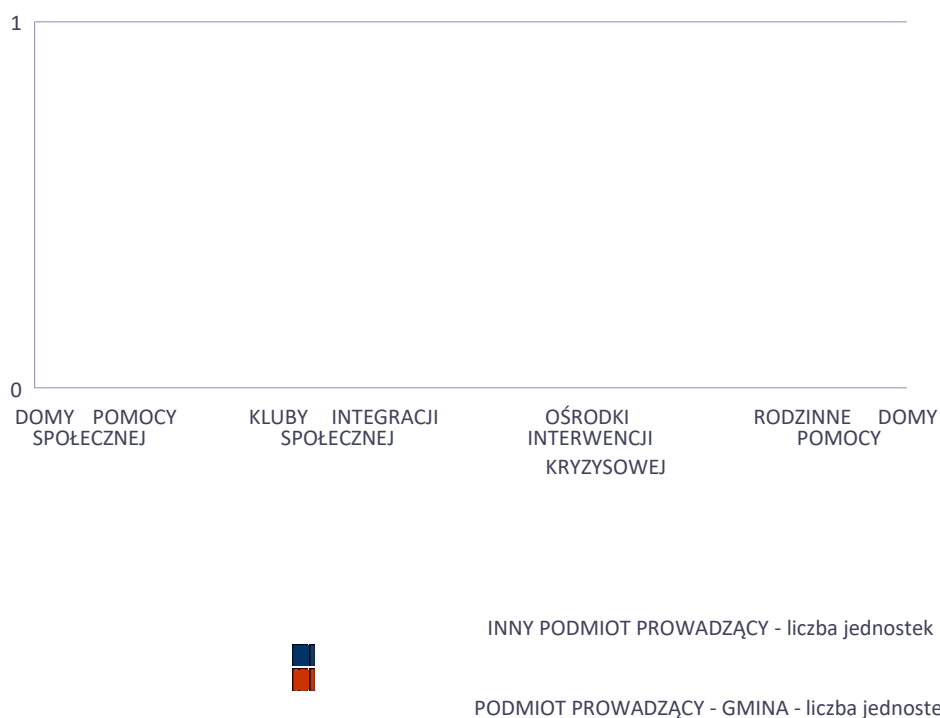 1
0
DOMY POMOCY SPOŁECZNEJ
KLUBY INTEGRACJI SPOŁECZNEJ
OŚRODKI INTERWENCJI KRYZYSOWEJ
RODZINNE DOMY POMOCY
INNY PODMIOT PROWADZĄCY - liczba jednostek
PODMIOT PROWADZĄCY - GMINA - liczba jednoste